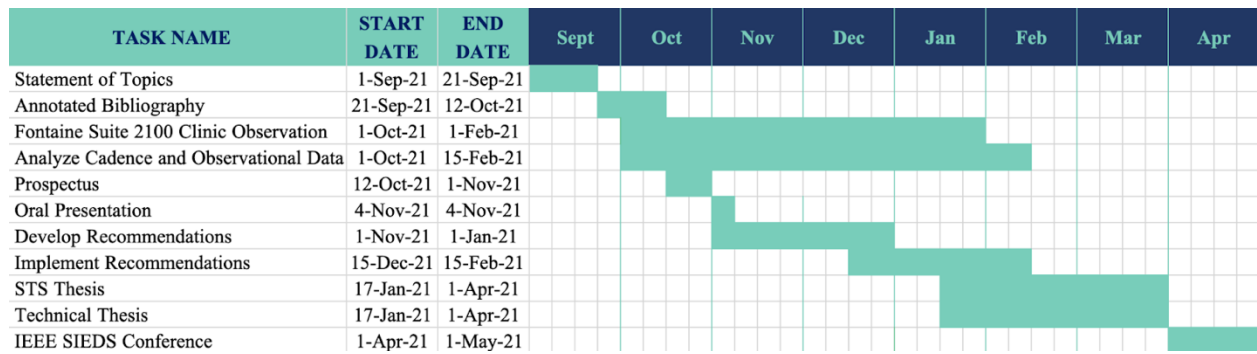 TASK NAME START DATE END DATE Sept Oct Nov Dec Jan Feb Mar Apr
Statement of Topics 1-Sep-21 21-Sep-21
Annotated Bibliography 21-Sep-21 12-Oct-21
Fontaine Suite 2100 Clinic Observation 1-Oct-21 1-Feb-21
Analyze Cadence and Observational Data 1-Oct-21 15-Feb-21
Prospectus 12-Oct-21 1-Nov-21
Oral Presentation 4-Nov-21 4-Nov-21
Develop Recommendations 1-Nov-21 1-Jan-21
Implement Recommendations 15-Dec-21 15-Feb-21
STS Thesis 17-Jan-21 1-Apr-21
Technical Thesis 17-Jan-21 1-Apr-21
IEEE SIEDS Conference 1-Apr-21 1-May-21